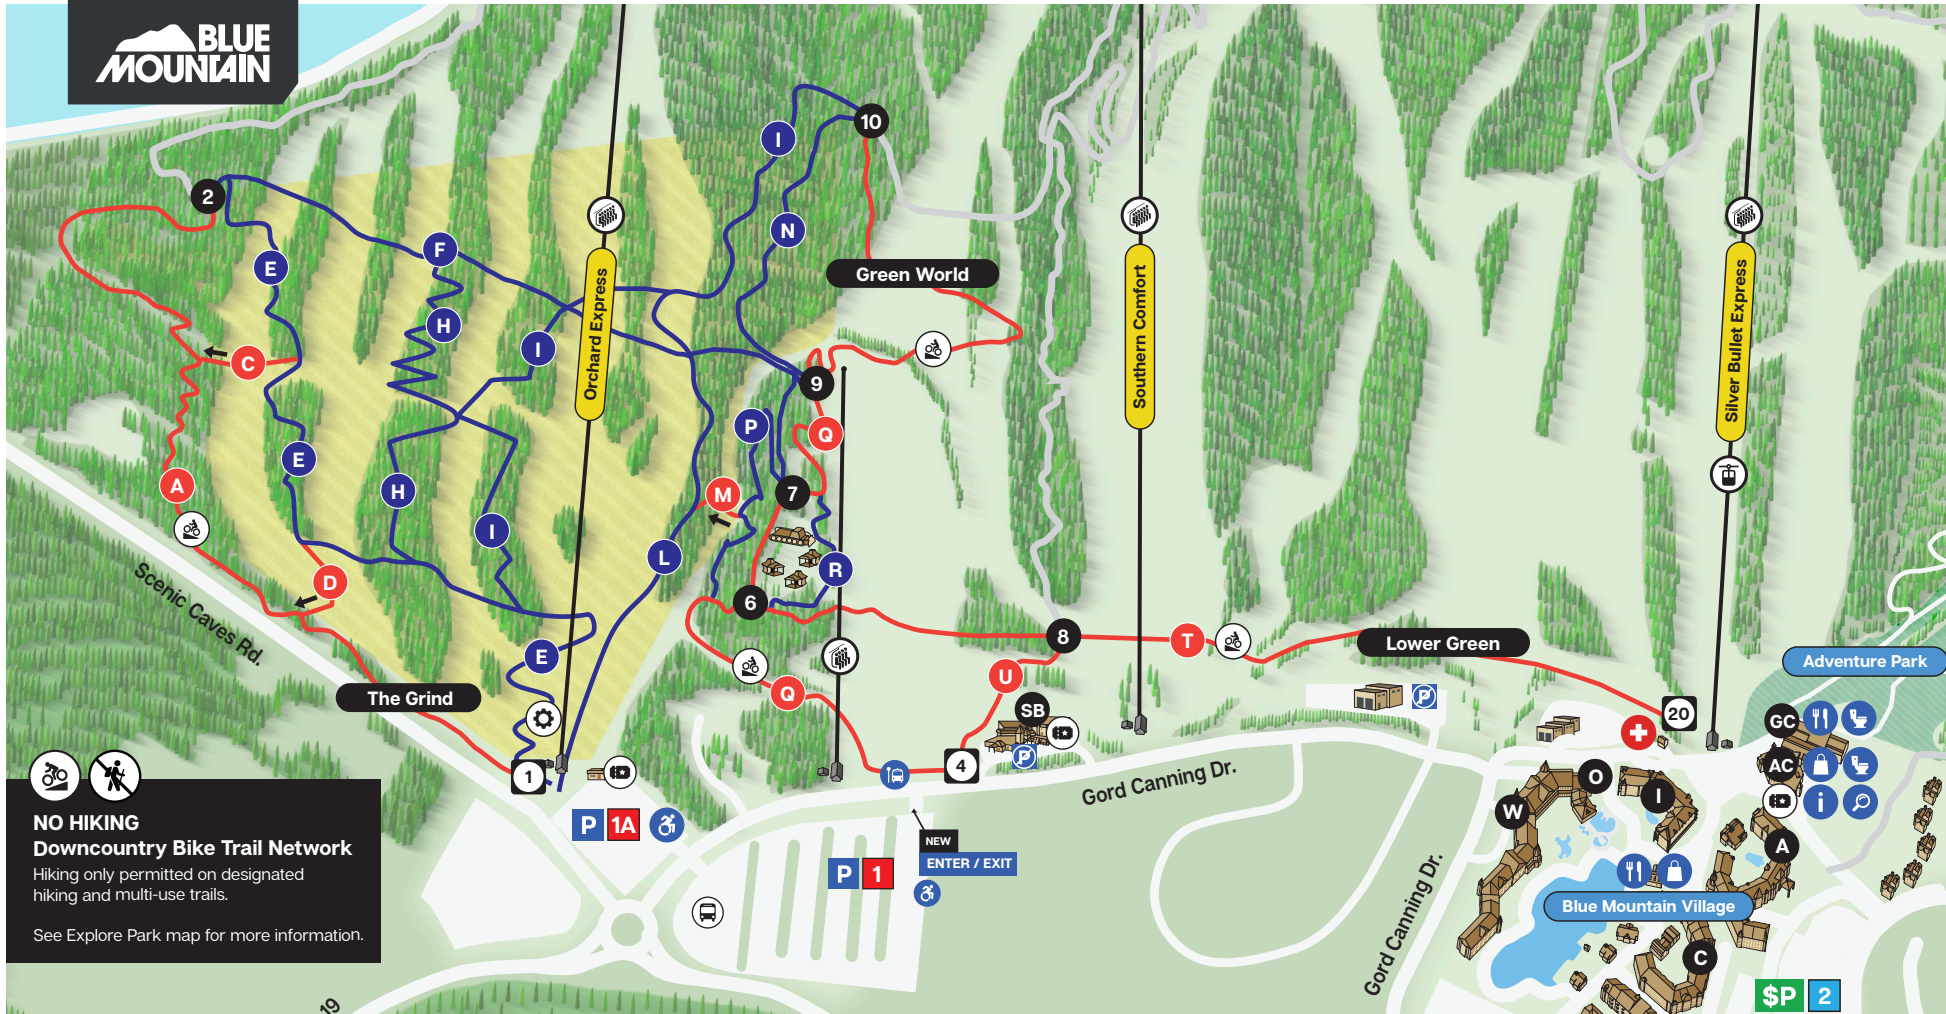 BLUE
MOUNTAIN
10
I
2
N
F
E
Green World
H
Orchard Express
Southern Comfort
Silver Bullet Express
I
C
9
P
Q
E
A
H
M
7
I
L
R
D
6
Scenic Caves Rd.
8
T
Lower Green
E
Adventure Park
U
The Grind
Q
SB
20
GC
P
1
4
P
AC
O
I
W
i
Gord Canning Dr.
P 1A
NO HIKING
Downcountry Bike Trail Network
Hiking only permitted on designated
hiking and multi-use trails.
See Explore Park map for more information.
NEW
ENTER / EXIT
P 1
A
Gord Canning Dr.
Blue Mountain Village
C
$P 2
19